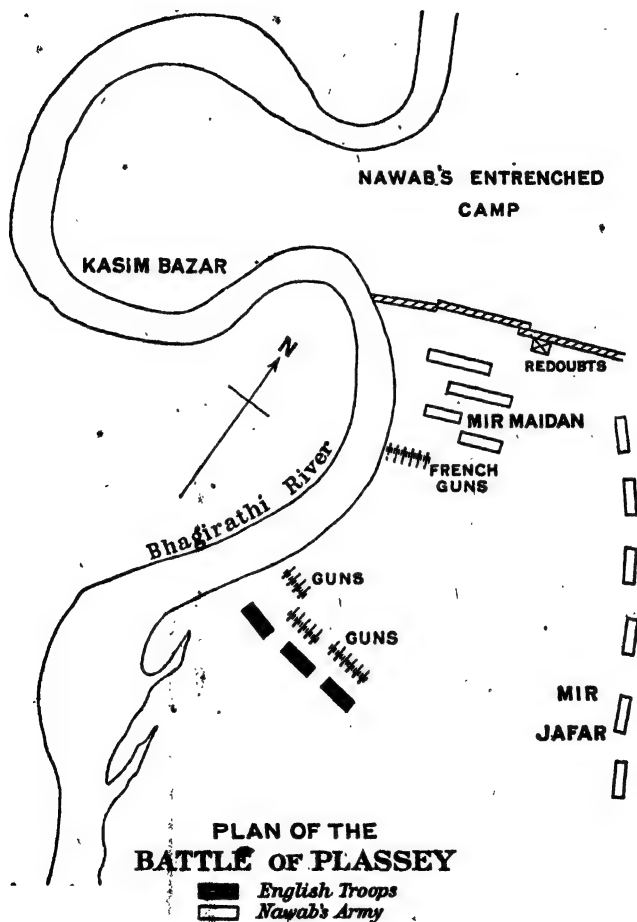 NAWAB'S ENTRENCHED
CAMP
KASIM BAZAR
N
REDOUBTS
MIR MAIDAN
FRENCH
GUNS
Bhagirathi River
GUNS
GUNS
MIR
JAFAR
PLAN OF THE
BATTLE OF PLASSEY
English Troops
Nawab's Army